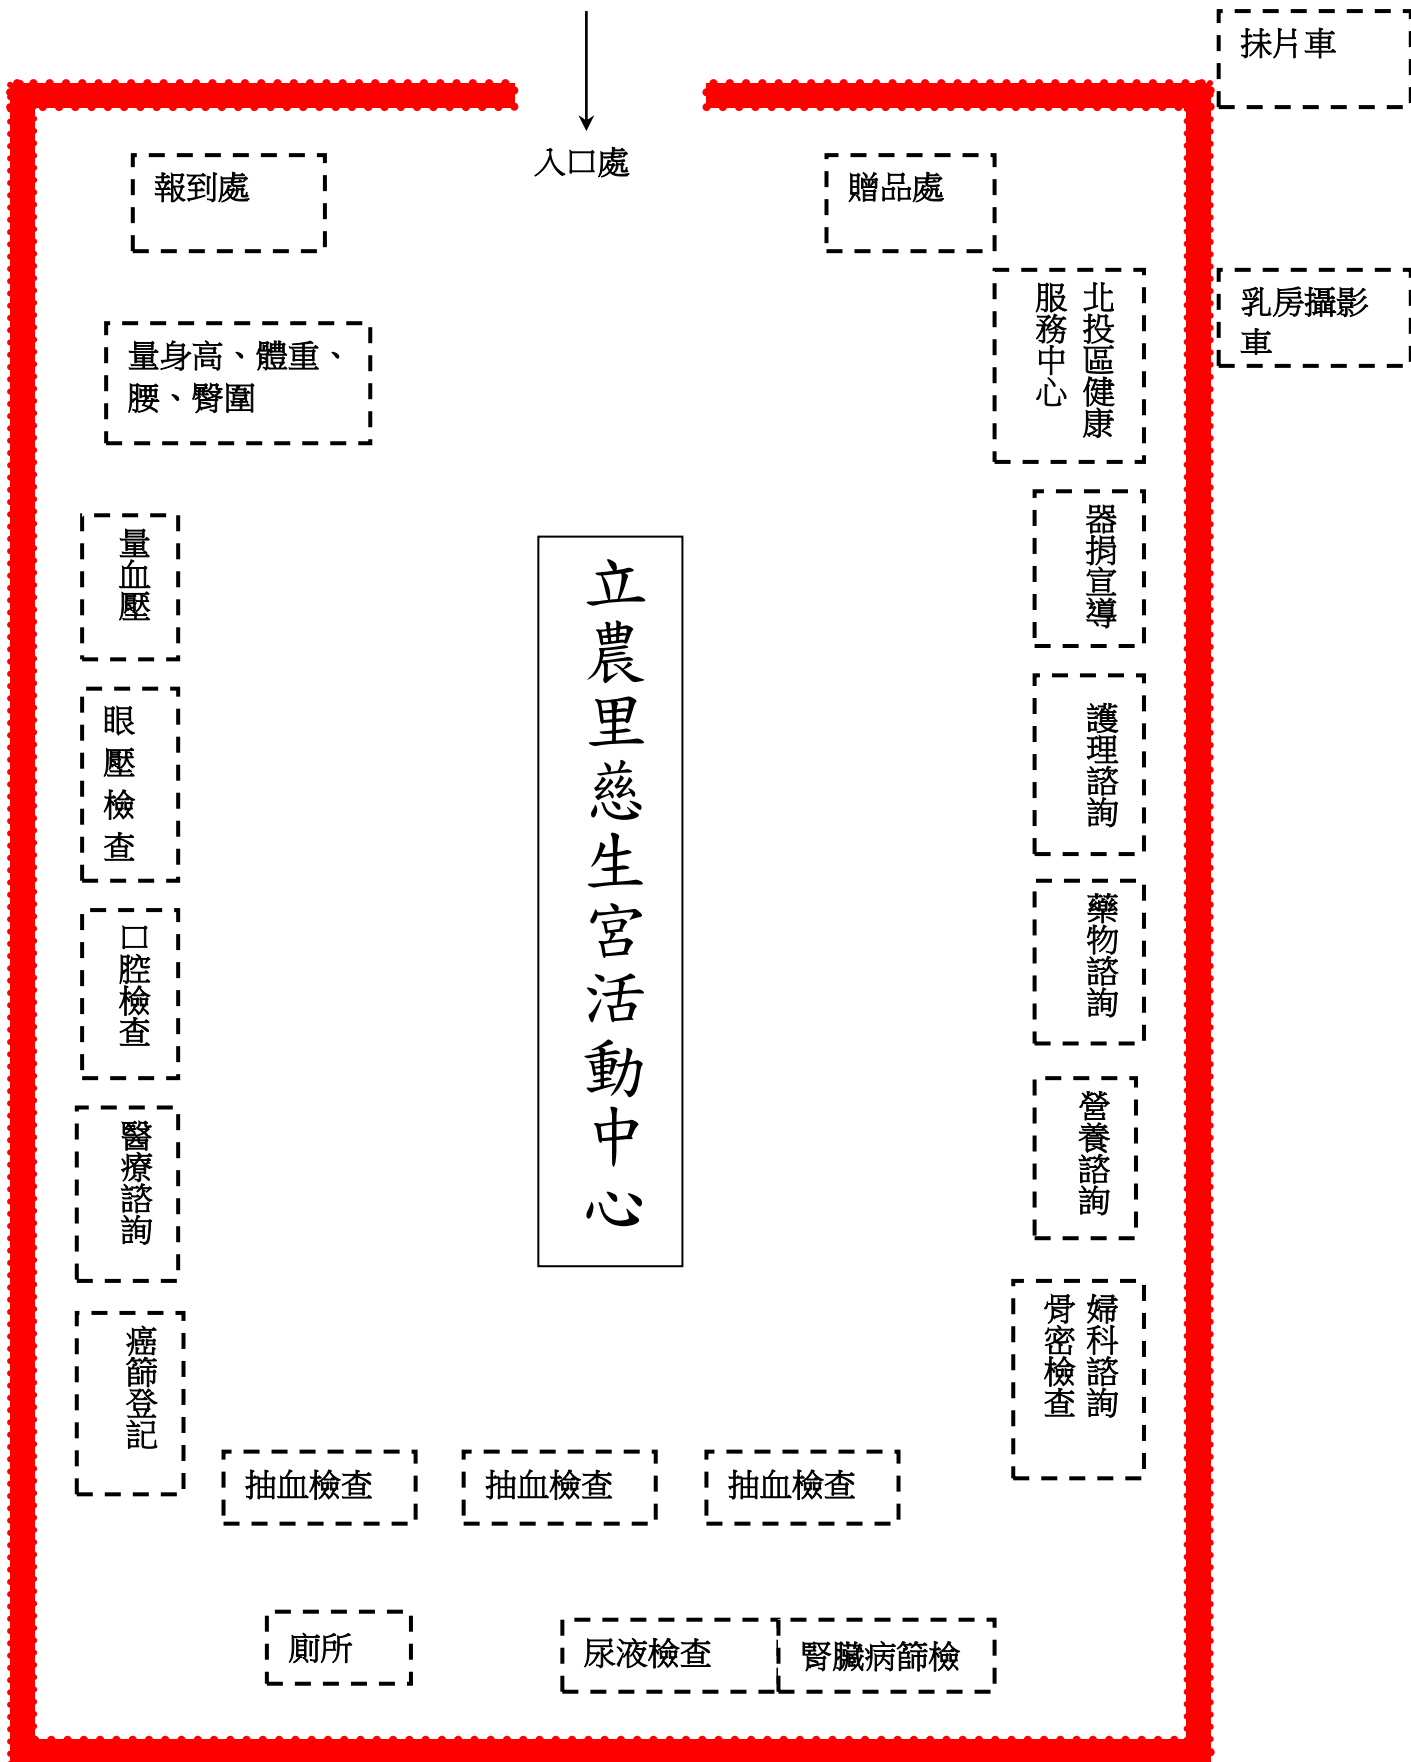 抹片車
入口處
報到處
贈品處
北投區健康
服務中心
乳房攝影
車
量身高、體重、
腰、臀圍
量血壓
器捐宣導
立農里慈生宮活動中心
眼壓檢查
護理諮詢
口腔檢查
藥物諮詢
醫療諮詢
營養諮詢
癌篩登記
婦科諮詢
骨密檢查
抽血檢查
抽血檢查
抽血檢查
廁所
尿液檢查
腎臟病篩檢